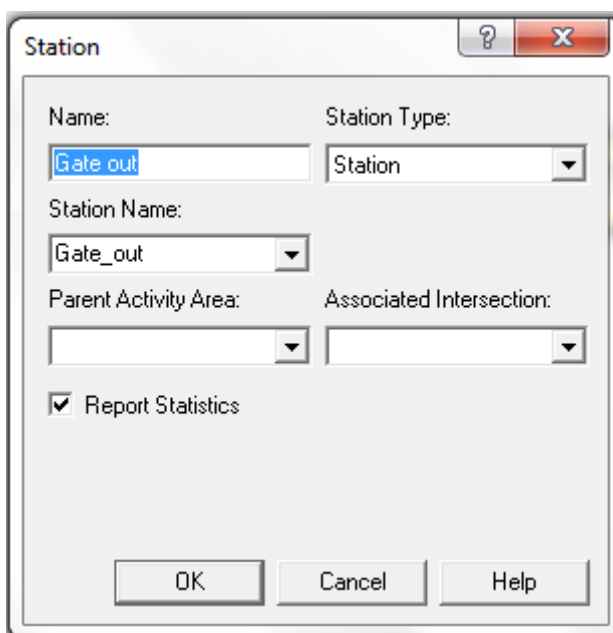 Station
Name: Station Type:
Gate out Station
Station Name:
Gate_out
Parent Activity Area: Associated Intersection:
Report Statistics
OK Cancel Help